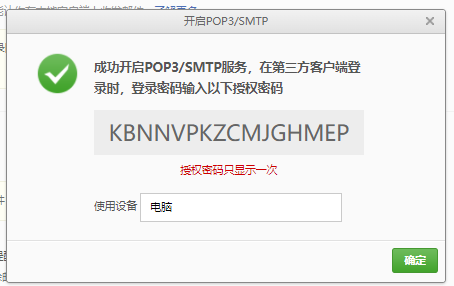 开启POP3/SMTP
成功开启POP3/SMTP服务，在第三方客户端登
录时，登录密码输入以下授权密码
KBNNVPKZCMJGHMEP
授权密码只显示一次
使用设备 电脑
确定